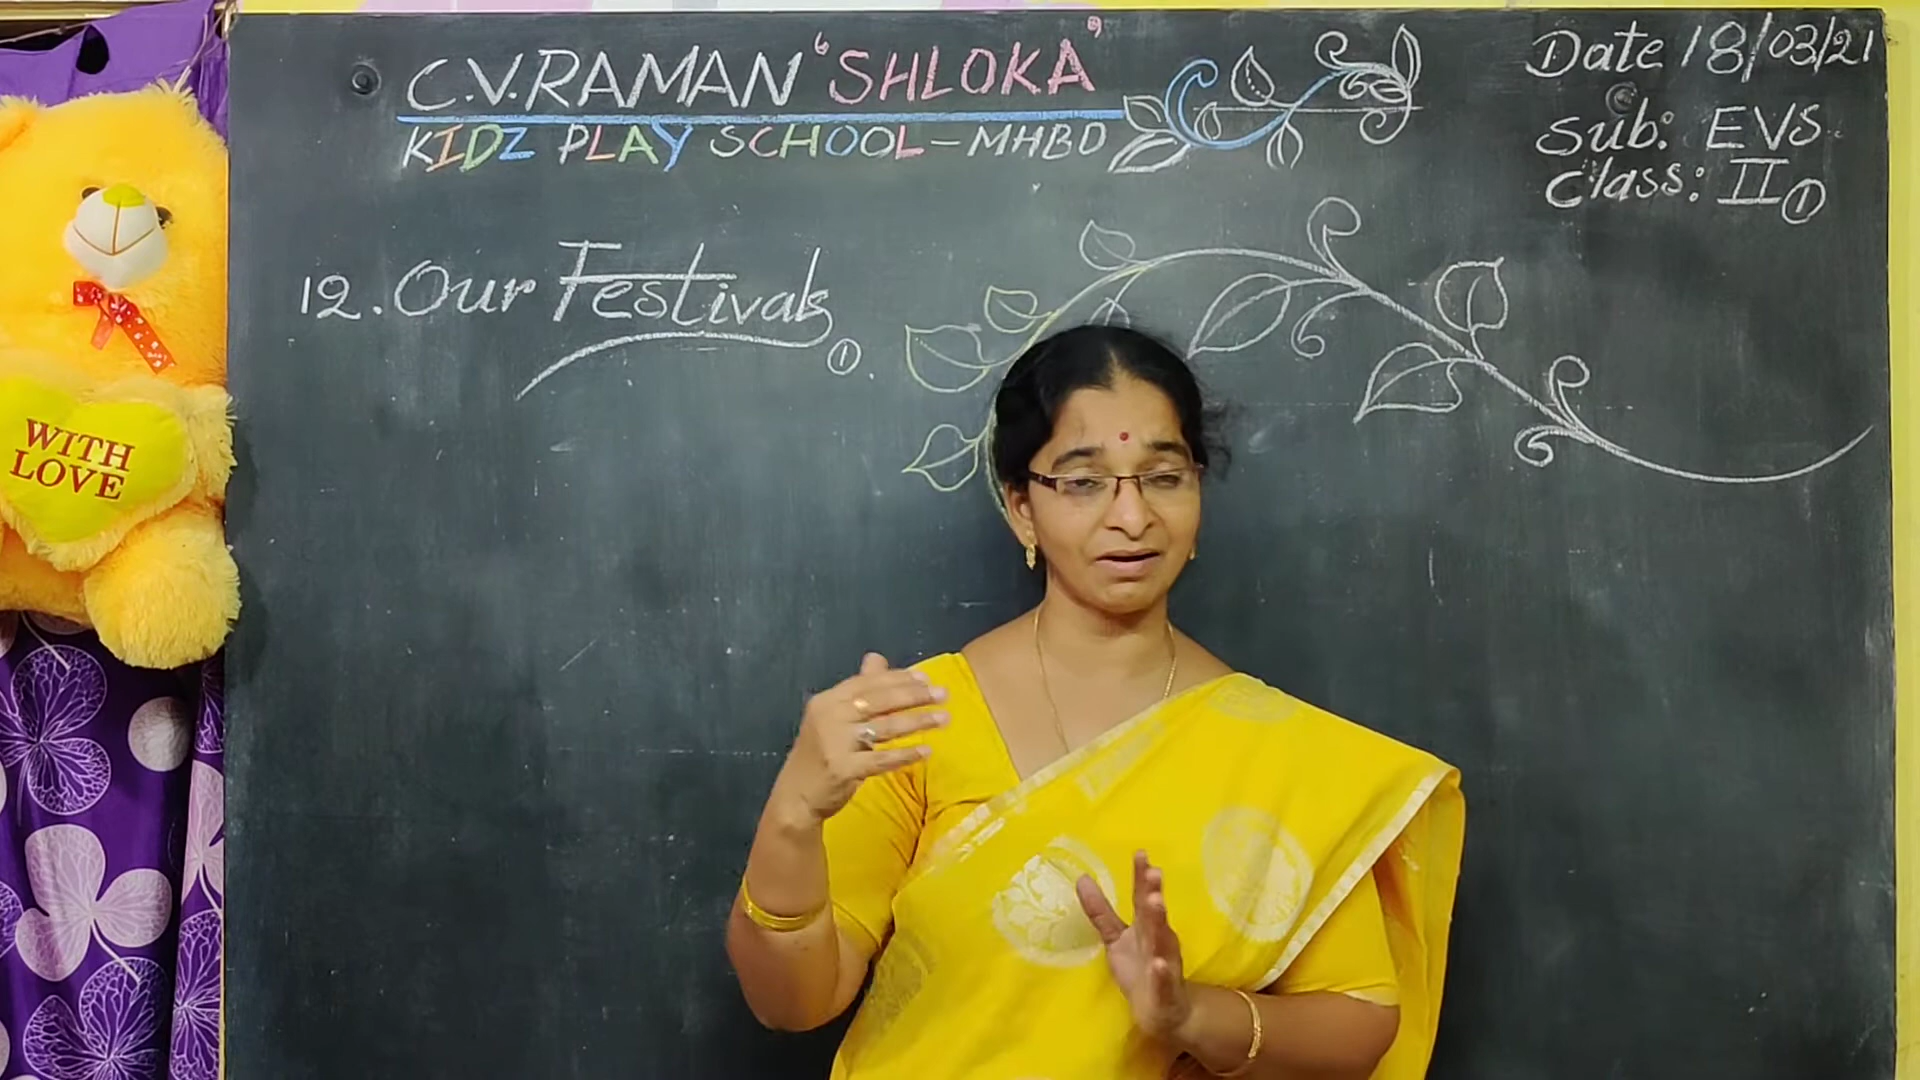 C.V.RAMAN "SHLOKA"
KIDZ PLAY SCHOOL - MHBD
Date 18/03/21
Sub: EVS
Class: II ①
12. Our Festivals
①.
WITH
LOVE